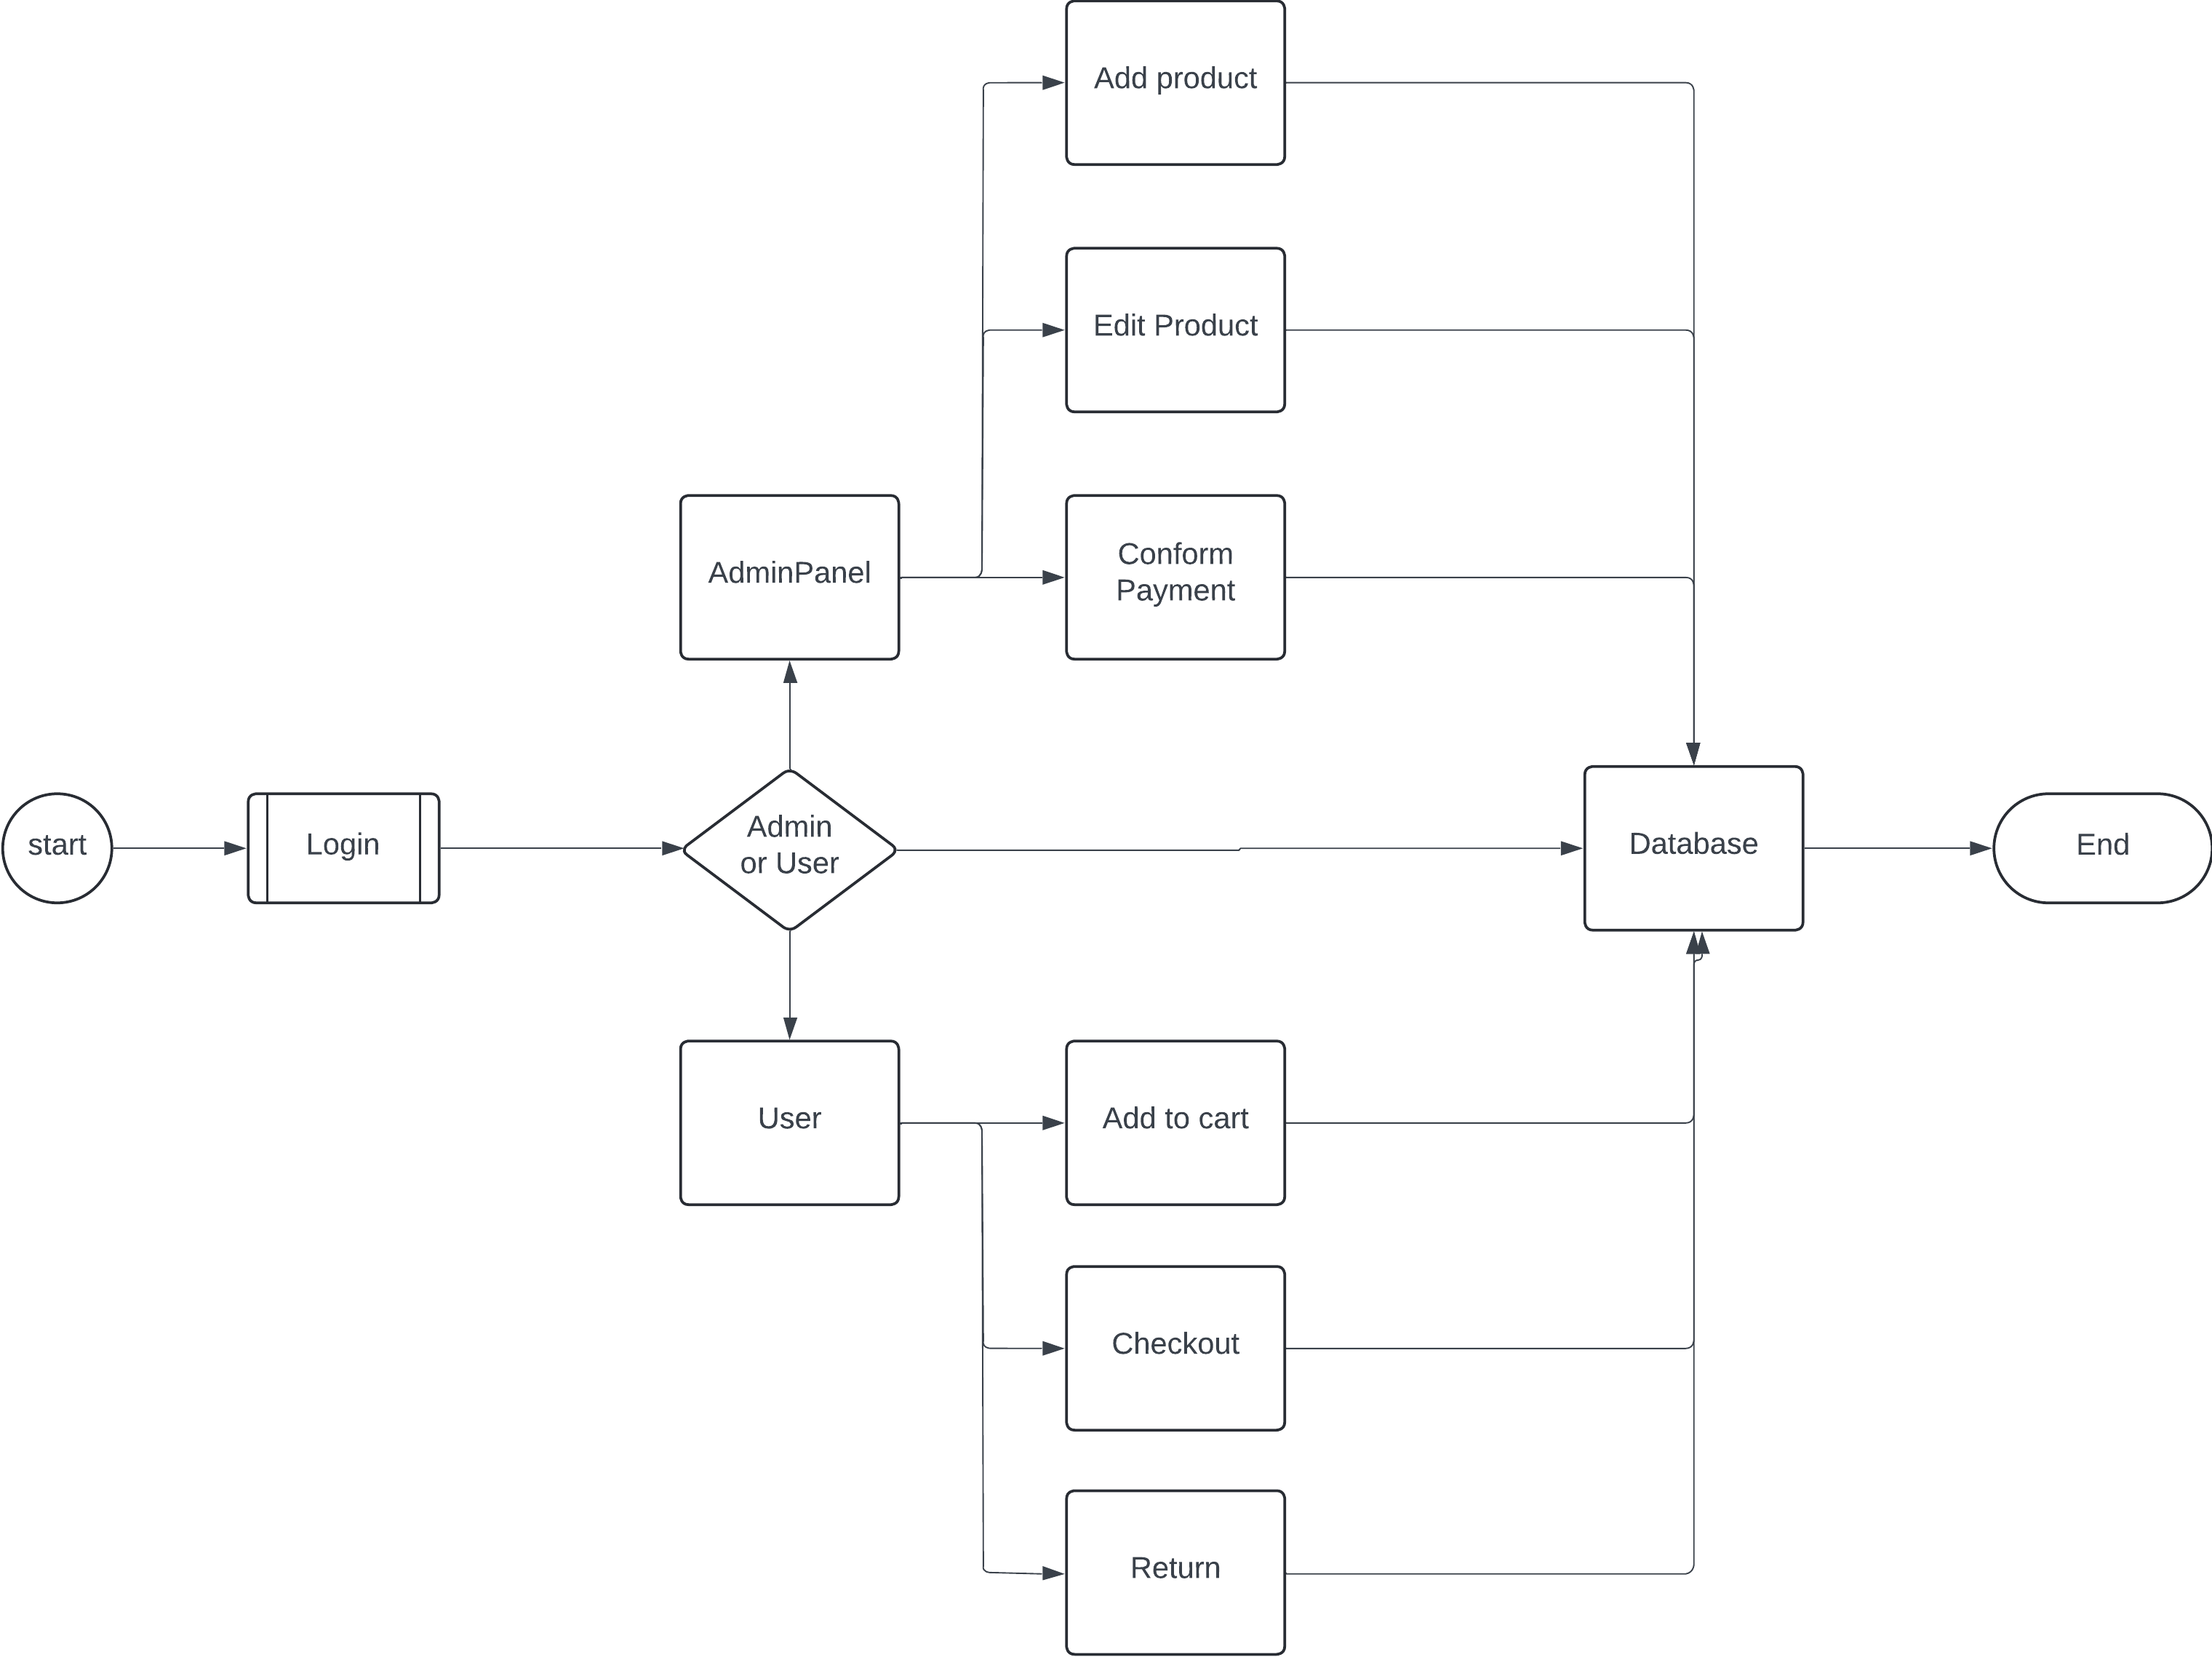 Add product
Edit Product
AdminPanel
Conform
Payment
start
Login
Admin
or User
Database
End
User
Add to cart
Checkout
Return